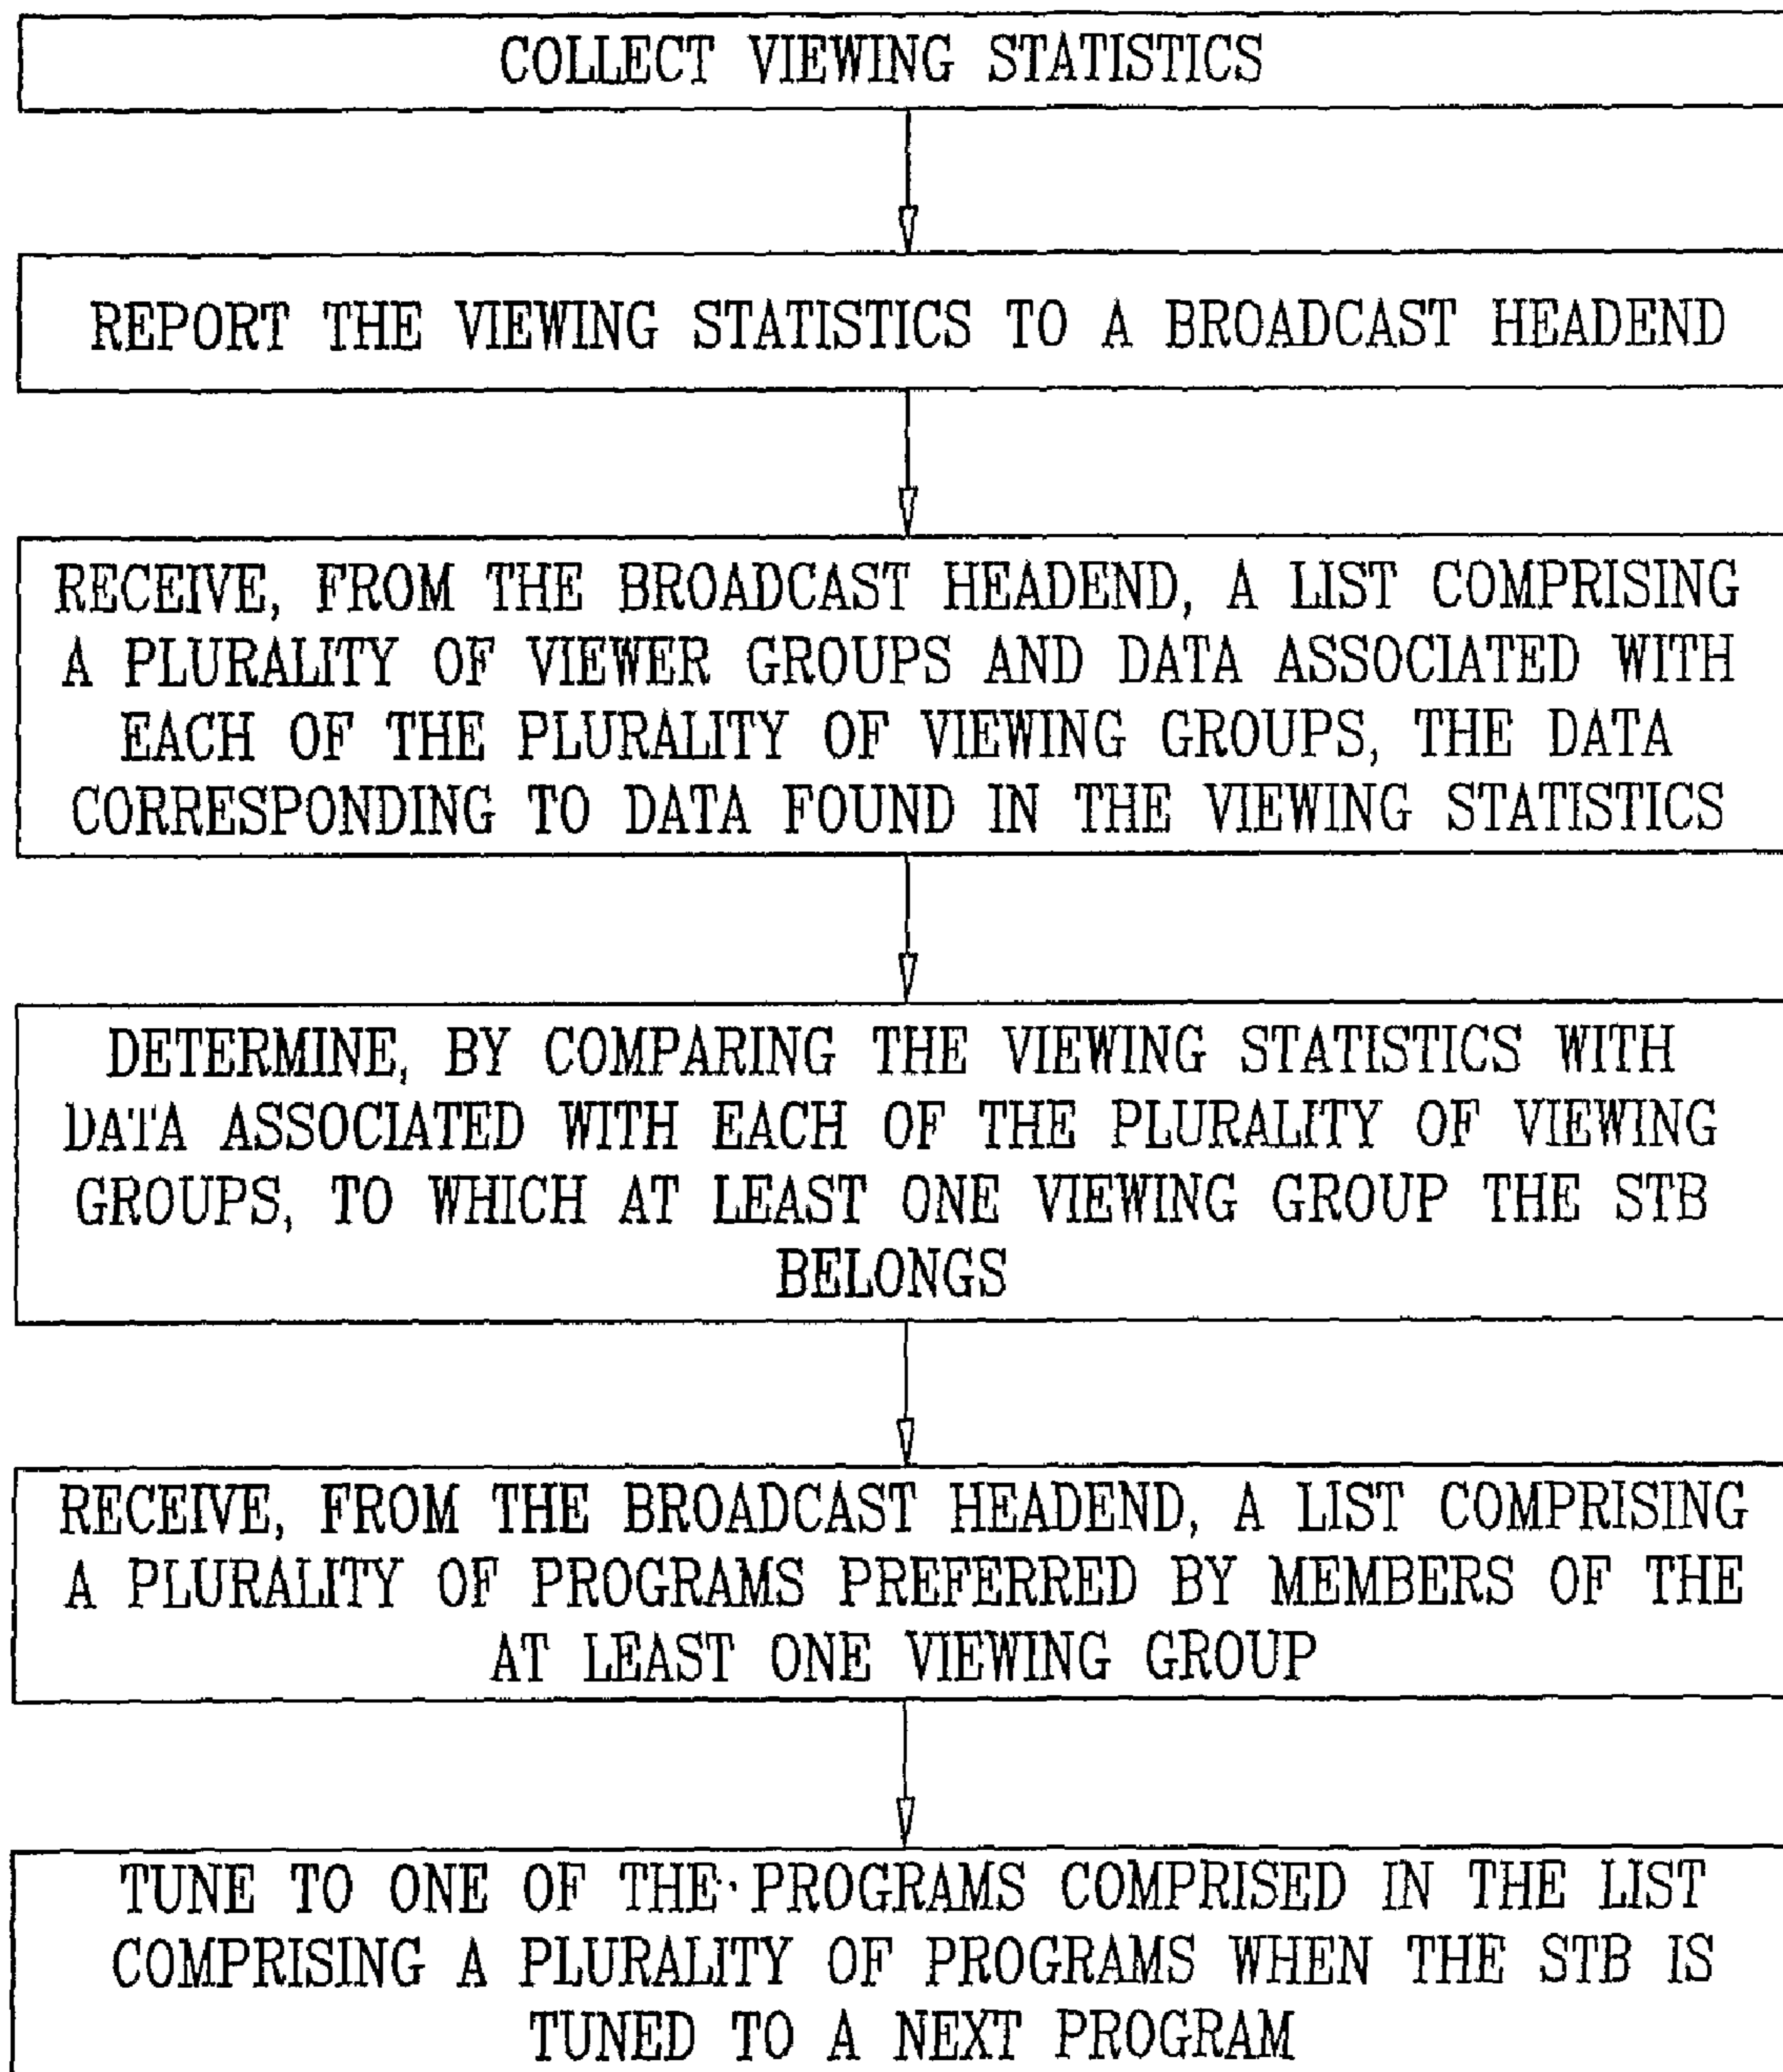 COLLECT VIEWING STATISTICS
REPORT THE VIEWING STATISTICS TO A BROADCAST HEADEND
RECEIVE, FROM THE BROADCAST HEADEND, A LIST COMPRISING
A PLURALITY OF VIEWER GROUPS AND DATA ASSOCIATED WITH
EACH OF THE PLURALITY OF VIEWING GROUPS, THE DATA
CORRESPONDING TO DATA FOUND IN THE VIEWING STATISTICS
DETERMINE, BY COMPARING THE VIEWING STATISTICS WITH
DATA ASSOCIATED WITH EACH OF THE PLURALITY OF VIEWING
GROUPS, TO WHICH AT LEAST ONE VIEWING GROUP THE STB
BELONGS
RECEIVE, FROM THE BROADCAST HEADEND, A LIST COMPRISING
A PLURALITY OF PROGRAMS PREFERRED BY MEMBERS OF THE
AT LEAST ONE VIEWING GROUP
TUNE TO ONE OF THE PROGRAMS COMPRISED IN THE LIST
COMPRISING A PLURALITY OF PROGRAMS WHEN THE STB IS
TUNED TO A NEXT PROGRAM